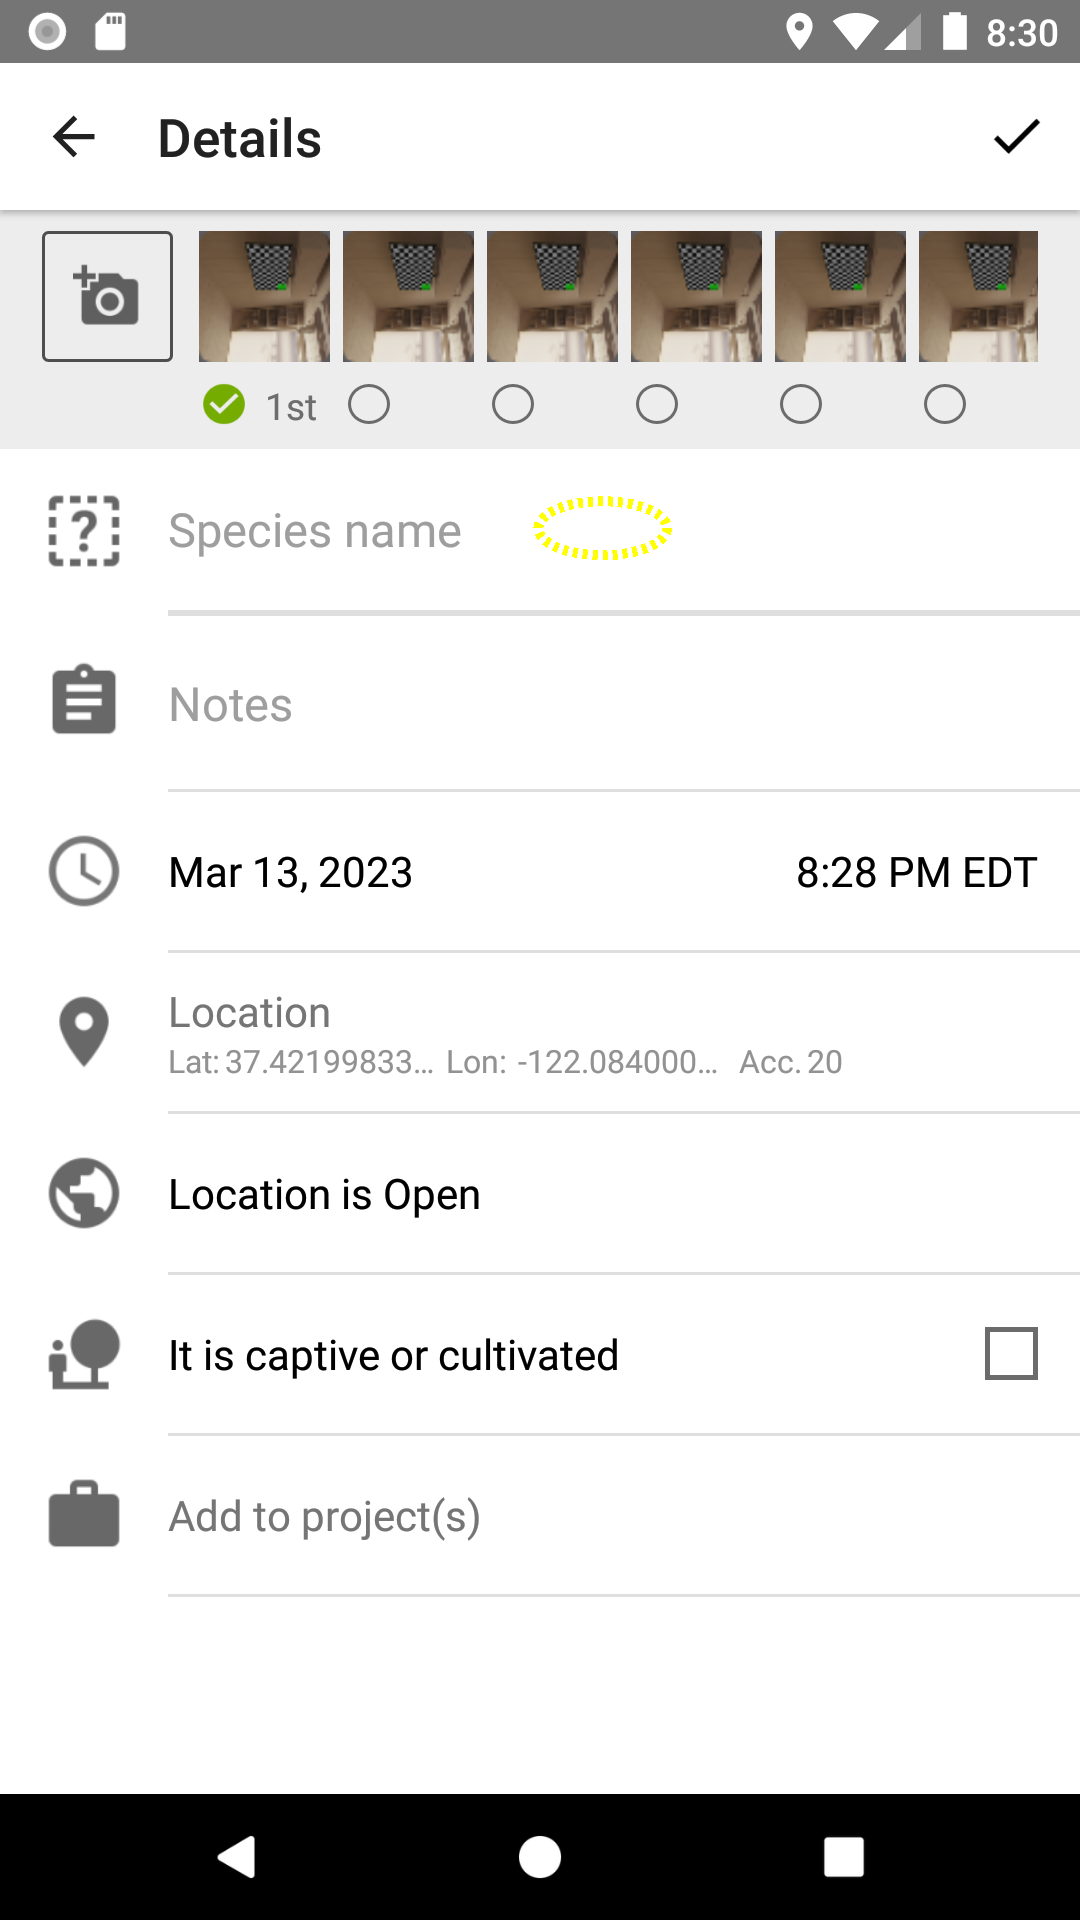 8:30
Details
1st
Species name
Notes
Mar 13, 2023 8:28 PM EDT
Location
Lat: 37.42199833... Lon: -122.084000... Acc. 20
Location is Open
It is captive or cultivated
Add to project(s)